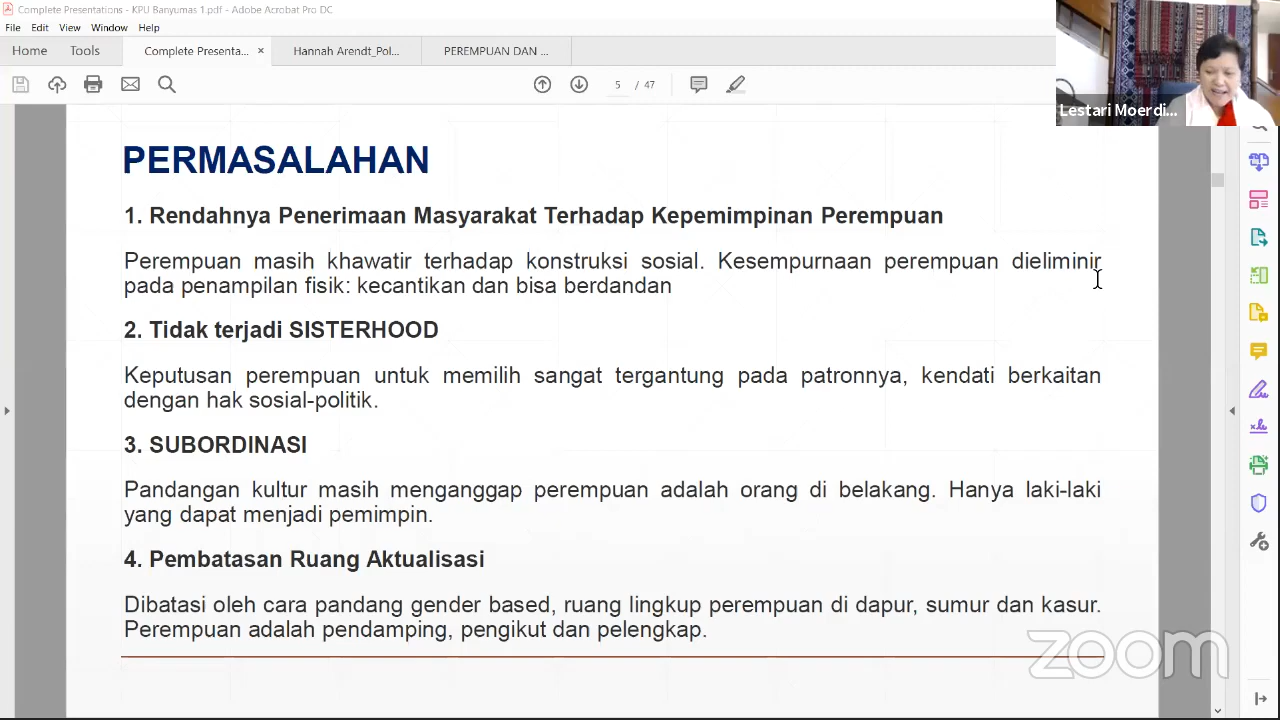 Complete Presentations - KPU Banyumas 1.pdf - Adobe Acrobat Pro DC
File Edit View Window Help
Home Tools Complete Presenta... × Hannah Arendt_Pol... PEREMPUAN DAN ...
5 / 47
Lestari Moerdi...
PERMASALAHAN
1. Rendahnya Penerimaan Masyarakat Terhadap Kepemimpinan Perempuan
Perempuan masih khawatir terhadap konstruksi sosial. Kesempurnaan perempuan dieliminir
pada penampilan fisik: kecantikan dan bisa berdandan
2. Tidak terjadi SISTERHOOD
Keputusan perempuan untuk memilih sangat tergantung pada patronnya, kendati berkaitan
dengan hak sosial-politik.
3. SUBORDINASI
Pandangan kultur masih menganggap perempuan adalah orang di belakang. Hanya laki-laki
yang dapat menjadi pemimpin.
4. Pembatasan Ruang Aktualisasi
Dibatasi oleh cara pandang gender based, ruang lingkup perempuan di dapur, sumur dan kasur.
Perempuan adalah pendamping, pengikut dan pelengkap.
zoom